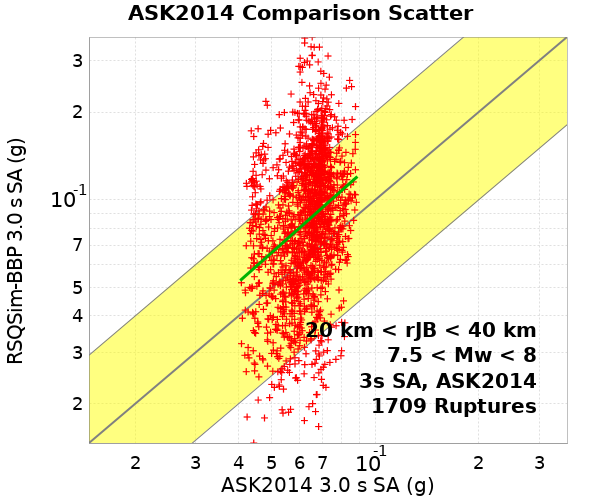 ASK2014 Comparison Scatter
RSQSim-BBP 3.0 s SA (g)
3
2
10-1
7
5
4
3
2
20 km < rJB < 40 km
7.5 < Mw < 8
3s SA, ASK2014
1709 Ruptures
2 3 4 5 6 7 10-1 2 3
ASK2014 3.0 s SA (g)